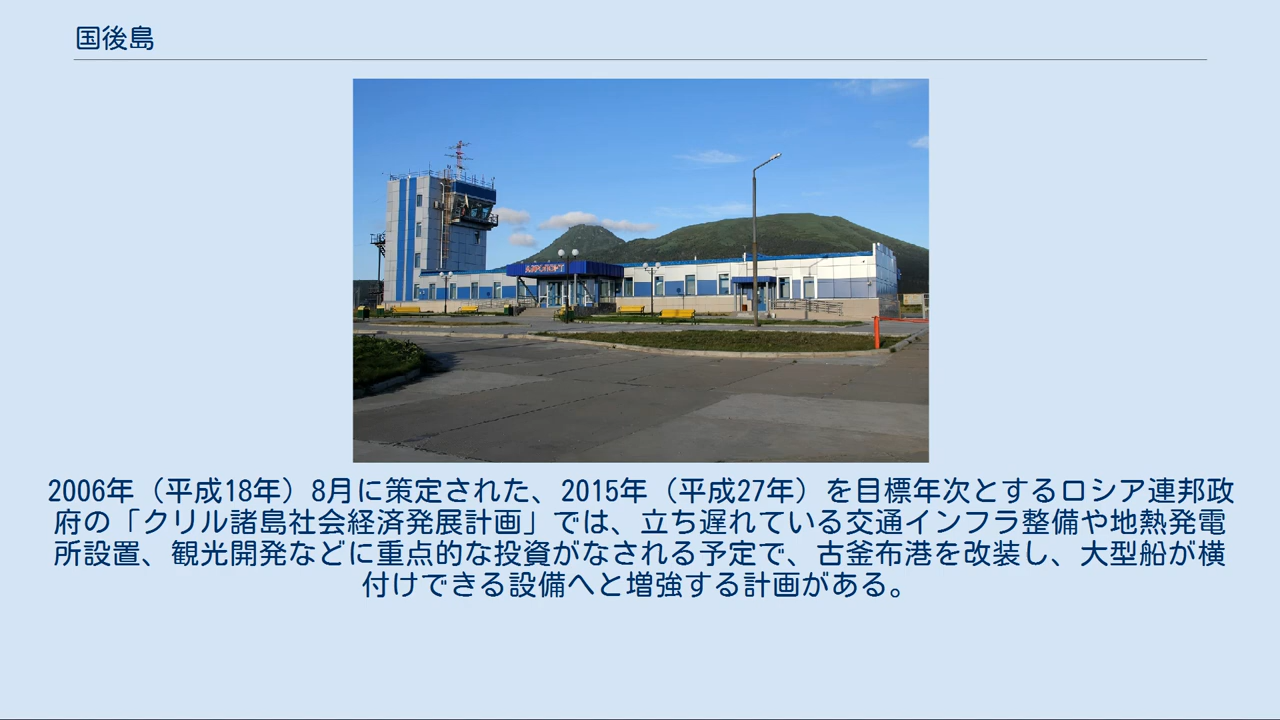 国後島
АЭРОПОРТ
2006年（平成18年）8月に策定された、2015年（平成27年）を目標年次とするロシア連邦政
府の「クリル諸島社会経済発展計画」では、立ち遅れている交通インフラ整備や地熱発電
所設置、観光開発などに重点的な投資がなされる予定で、古釜布港を改装し、大型船が横
付けできる設備へと増強する計画がある。